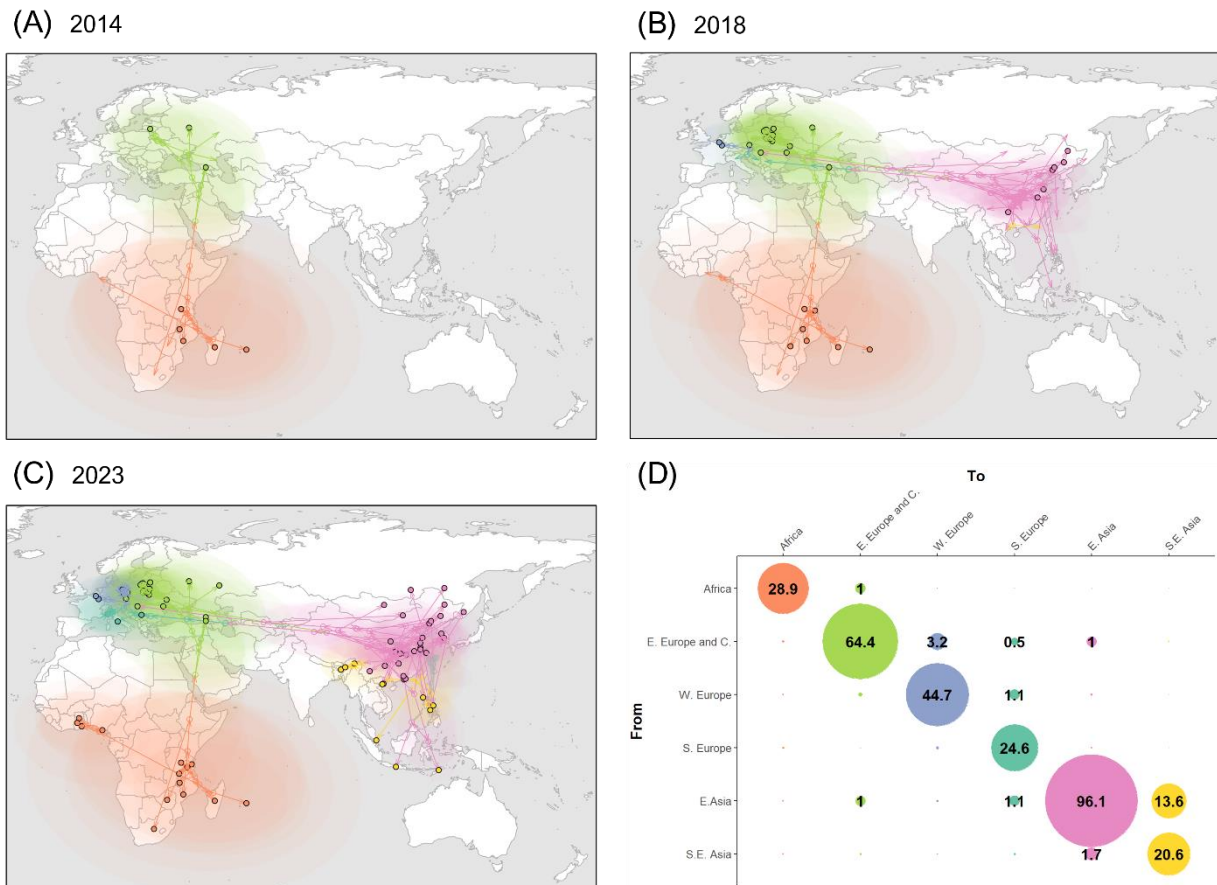 (A) 2014
(B) 2018
(C) 2023
(D)
To
Africa
E. Europe and C.
W. Europe
S. Europe
E. Asia
S.E. Asia
From
Africa 28.9 1
E. Europe and C. 64.4 3.2 0.5 1
W. Europe 44.7 1.1
S. Europe 24.6
E.Asia 1 1.1 96.1 13.6
S.E. Asia 1.7 20.6